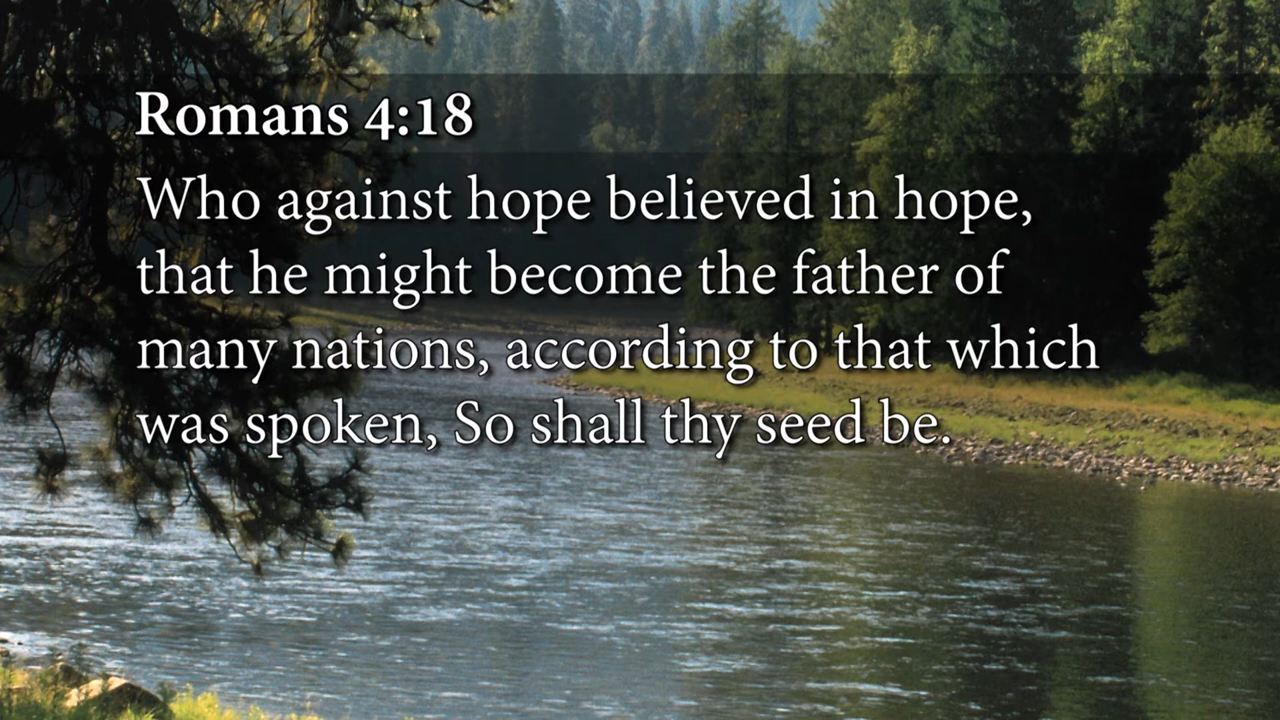 Romans 4:18
Who against hope believed in hope,
that he might become the father of
many nations, according to that which
was spoken, So shall thy seed be.